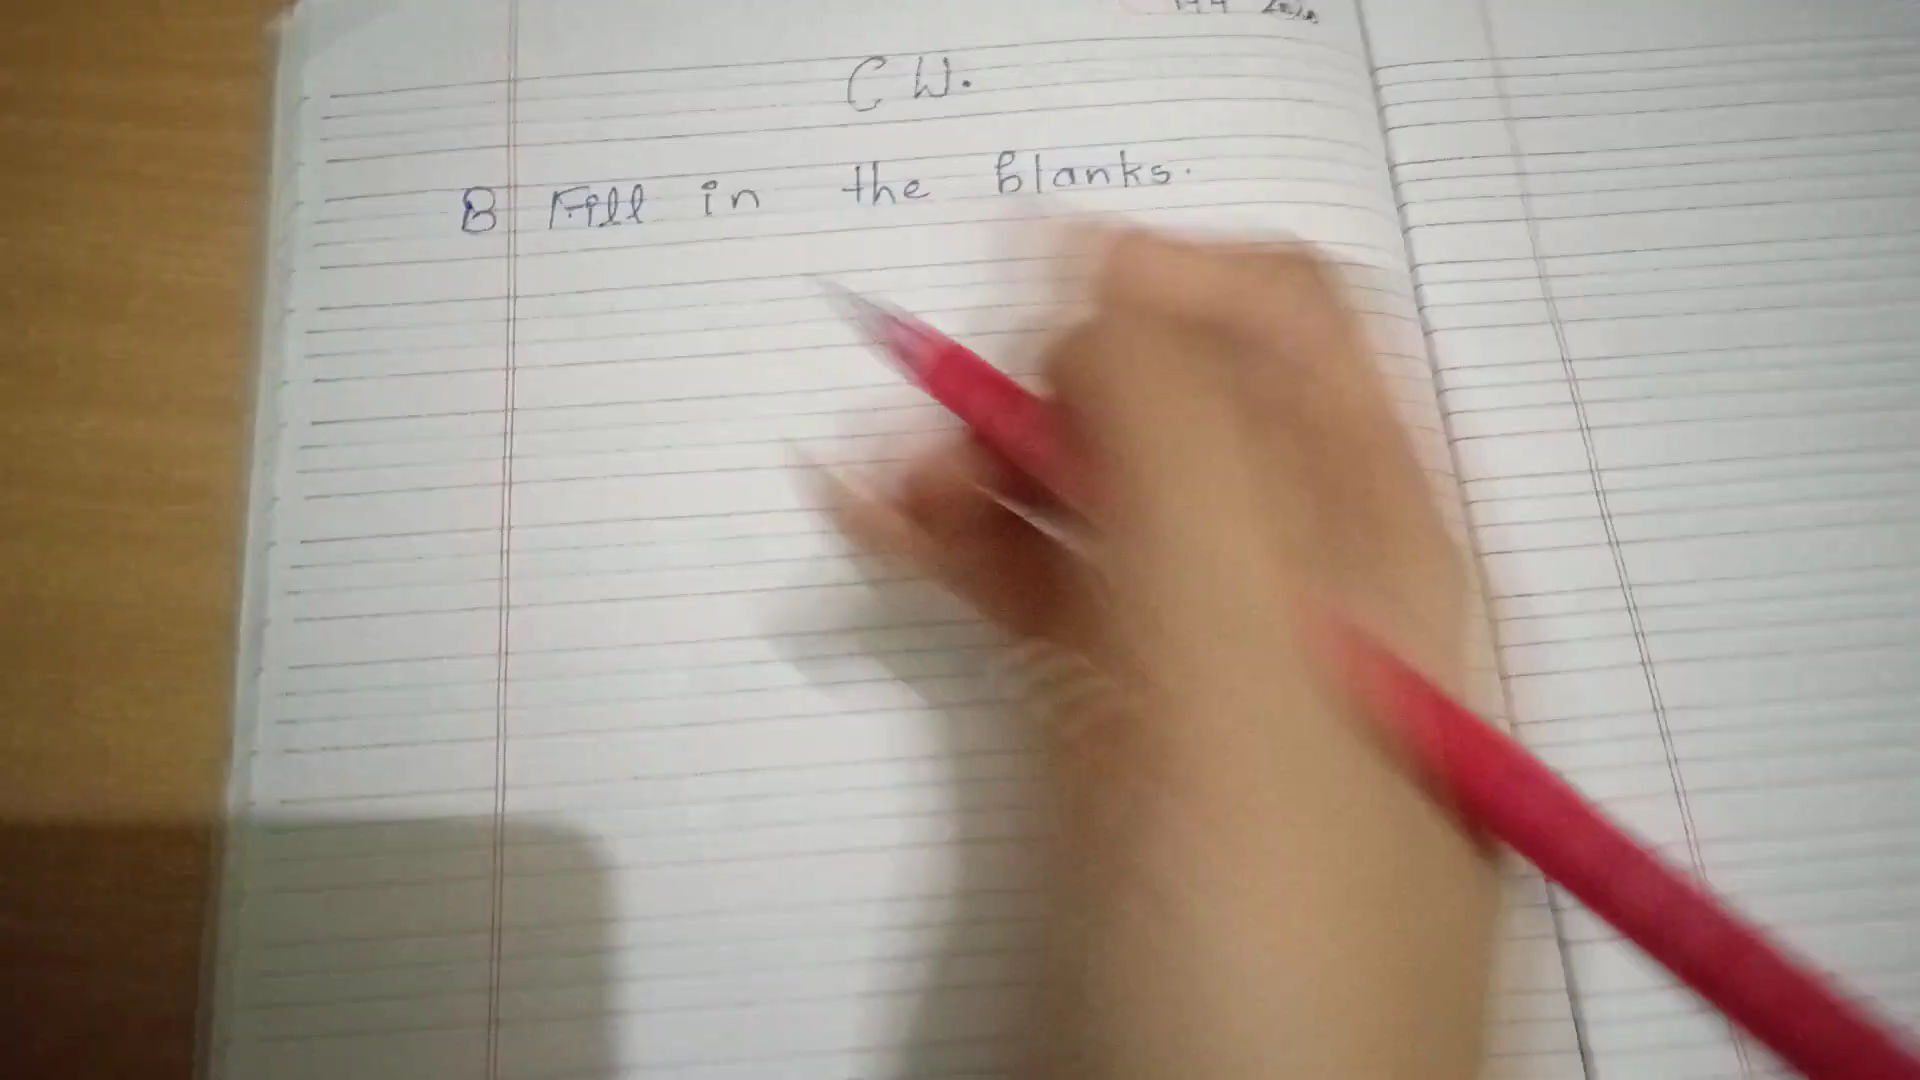 C W.
B Fill in the Blanks.